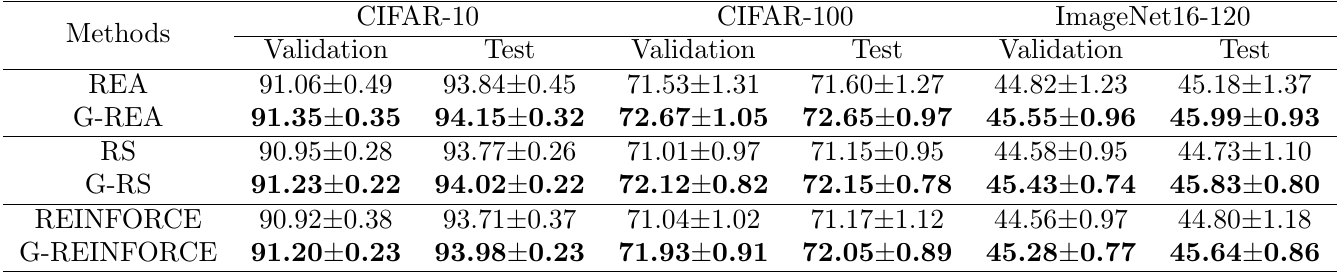 Methods CIFAR-10 CIFAR-100 ImageNet16-120
Validation Test Validation Test Validation Test
REA 91.06±0.49 93.84±0.45 71.53±1.31 71.60±1.27 44.82±1.23 45.18±1.37
G-REA 91.35±0.35 94.15±0.32 72.67±1.05 72.65±0.97 45.55±0.96 45.99±0.93
RS 90.95±0.28 93.77±0.26 71.01±0.97 71.15±0.95 44.58±0.95 44.73±1.10
G-RS 91.23±0.22 94.02±0.22 72.12±0.82 72.15±0.78 45.43±0.74 45.83±0.80
REINFORCE 90.92±0.38 93.71±0.37 71.04±1.02 71.17±1.12 44.56±0.97 44.80±1.18
G-REINFORCE 91.20±0.23 93.98±0.23 71.93±0.91 72.05±0.89 45.28±0.77 45.64±0.86